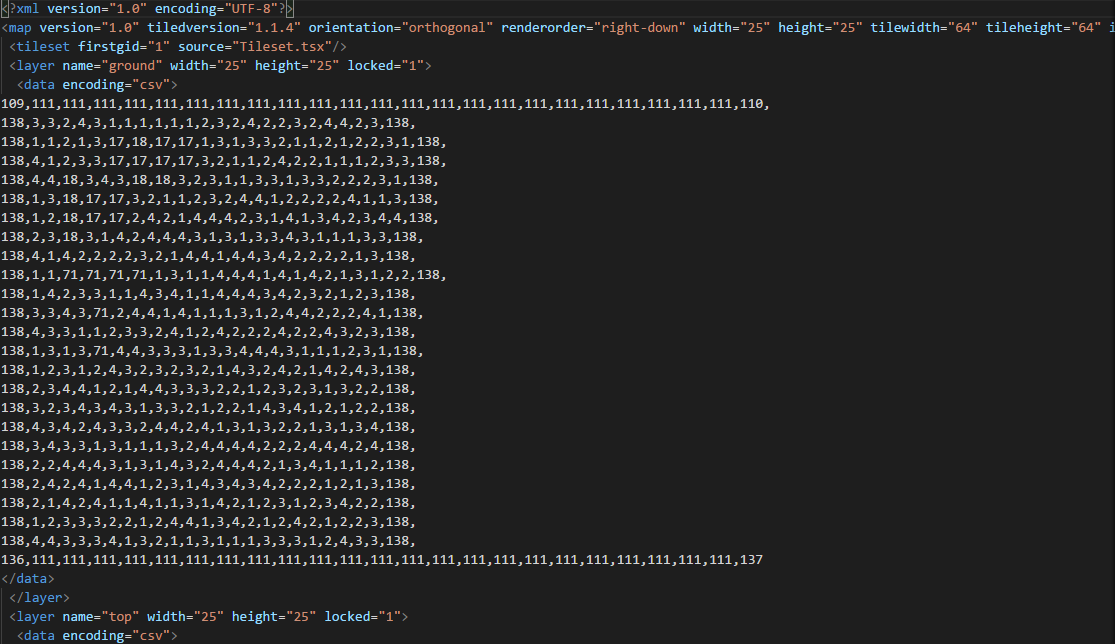 <?xml version="1.0" encoding="UTF-8"?>
<map version="1.0" tiledversion="1.1.4" orientation="orthogonal" renderorder="right-down" width="25" height="25" tilewidth="64" tileheight="64" i
<tileset firstgid="1" source="Tileset.tsx"/>
<layer name="ground" width="25" height="25" locked="1">
<data encoding="csv">
109,111,111,111,111,111,111,111,111,111,111,111,111,111,111,111,111,111,111,111,111,111,111,111,110,
138,3,3,2,4,3,1,1,1,1,1,1,2,3,2,4,2,2,3,2,4,4,2,3,138,
138,1,1,2,1,3,17,18,17,17,1,3,1,3,3,2,1,1,2,1,2,2,3,1,138,
138,4,1,2,3,3,17,17,17,17,3,2,1,1,2,4,2,2,1,1,1,2,3,3,138,
138,4,4,18,3,4,3,18,18,3,2,3,1,1,3,3,1,3,3,2,2,2,3,1,138,
138,1,3,18,17,17,3,2,1,1,2,3,2,4,4,1,2,2,2,2,4,1,1,3,138,
138,1,2,18,17,17,2,4,2,1,4,4,4,2,3,1,4,1,3,4,2,3,4,4,138,
138,2,3,18,3,1,4,2,4,4,4,3,1,3,1,3,3,4,3,1,1,1,3,3,138,
138,4,1,4,2,2,2,2,3,2,1,4,4,1,4,4,3,4,2,2,2,2,1,3,138,
138,1,1,71,71,71,71,1,3,1,1,4,4,4,1,4,1,4,2,1,3,1,2,2,138,
138,1,4,2,3,3,1,1,4,3,4,1,1,4,4,4,3,4,2,3,2,1,2,3,138,
138,3,3,4,3,71,2,4,4,1,4,1,1,1,3,1,2,4,4,2,2,2,4,1,138,
138,4,3,3,1,1,2,3,3,2,4,1,2,4,2,2,2,4,2,2,4,3,2,3,138,
138,1,3,1,3,71,4,4,3,3,3,1,3,3,4,4,4,3,1,1,1,2,3,1,138,
138,1,2,3,1,2,4,3,2,3,2,3,2,1,4,3,2,4,2,1,4,2,4,3,138,
138,2,3,4,4,1,2,1,4,4,3,3,3,2,2,1,2,3,2,3,1,3,2,2,138,
138,3,2,3,4,3,4,3,1,3,3,2,1,2,2,1,4,3,4,1,2,1,2,2,138,
138,4,3,4,2,4,3,3,2,4,4,2,4,3,1,3,2,2,1,3,1,3,4,138,
138,3,4,3,3,1,3,1,1,1,3,2,4,4,4,4,2,2,2,4,4,4,2,4,138,
138,2,2,4,4,4,3,1,3,1,4,3,2,4,4,4,2,1,3,4,1,1,1,2,138,
138,2,4,2,4,1,4,4,1,2,3,1,4,3,4,3,4,2,2,2,1,2,1,3,138,
138,2,1,4,2,4,1,1,4,1,1,3,1,4,2,1,2,3,1,2,3,4,2,2,138,
138,1,2,3,3,3,2,2,1,2,4,4,1,3,4,2,1,2,4,2,1,2,2,3,138,
138,4,4,3,3,3,4,1,3,2,1,1,3,1,1,1,3,3,3,1,2,4,3,3,138,
136,111,111,111,111,111,111,111,111,111,111,111,111,111,111,111,111,111,111,111,111,111,111,111,137
</data>
</layer>
<layer name="top" width="25" height="25" locked="1">
<data encoding="csv">